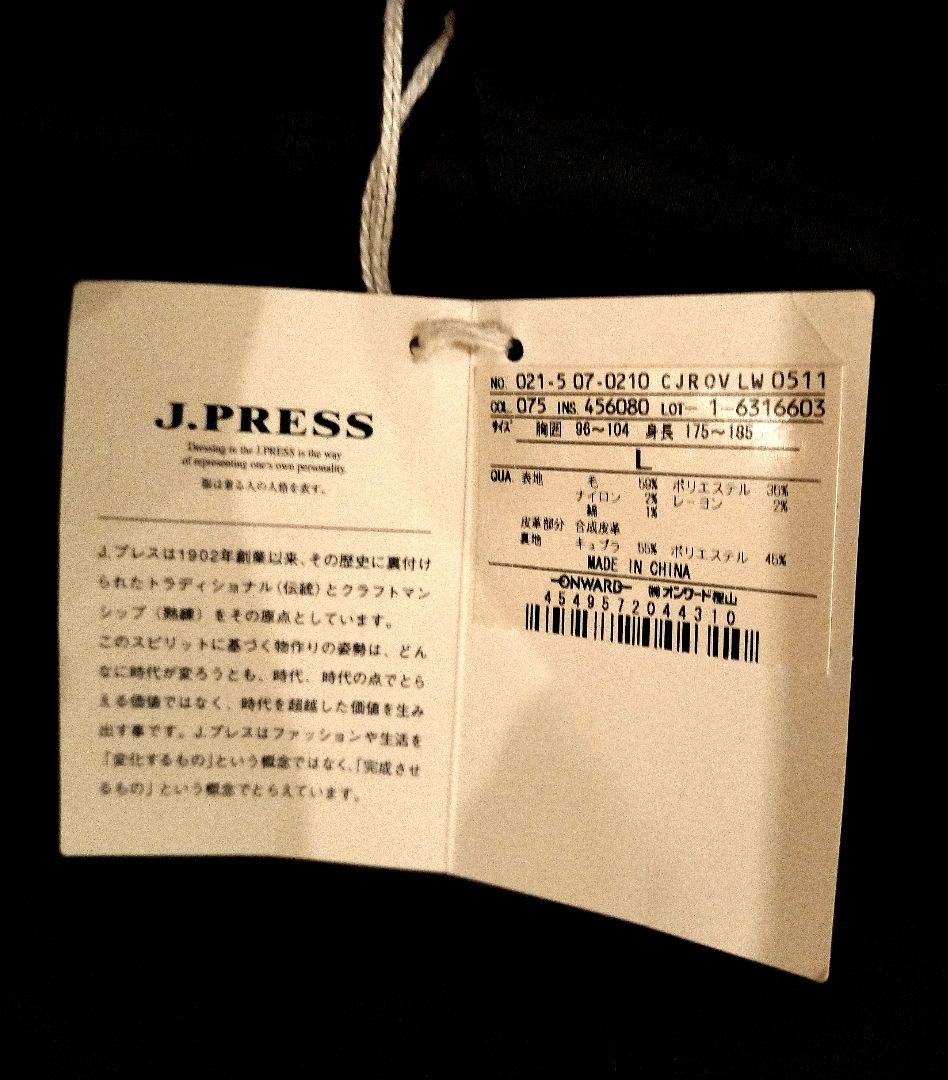 J.PRESS
Dressing in the J.PRESS is the way
of representing one's own personality.
服は着る人の人格を表す。
J.プレスは1902年創業以来、その歴史に裏付け
られたトラディショナル(伝統)とクラフトマン
シップ(熟練)をその原点としています。
このスピリットに基づく物作りの姿勢は、どん
なに時代が変ろうとも、時代、時代の点でとら
える価値ではなく、時代を超越した価値を生み
出す事です。J.プレスはファッションや生活を
「変化するもの」という概念ではなく、「完成させ
るもの」という概念でとらえています。
NO. 021-5 07-0210 CJROVLW 0511
COL 075 INS. 456080 LOT- 1-6316603
サイズ 胸囲 96〜104 身長 175〜185
L
QUA. 表地 毛 59% ポリエステル 36%
ナイロン 2% レーヨン 2%
綿 1%
皮革部分 合成皮革
裏地 キュプラ 55% ポリエステル 45%
MADE IN CHINA
ONWARD ㈱オンワード樫山
4549572044310